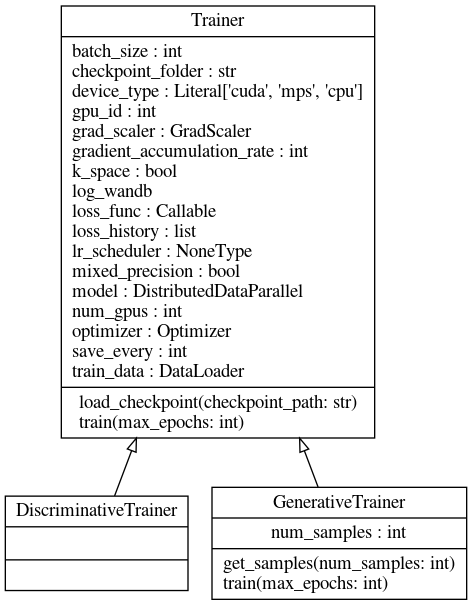 Trainer
batch_size : int
checkpoint_folder : str
device_type : Literal['cuda', 'mps', 'cpu']
gpu_id : int
grad_scaler : GradScaler
gradient_accumulation_rate : int
k_space : bool
log_wandb
loss_func : Callable
loss_history : list
lr_scheduler : NoneType
mixed_precision : bool
model : DistributedDataParallel
num_gpus : int
optimizer : Optimizer
save_every : int
train_data : DataLoader
load_checkpoint(checkpoint_path: str)
train(max_epochs: int)
DiscriminativeTrainer
GenerativeTrainer
num_samples : int
get_samples(num_samples: int)
train(max_epochs: int)